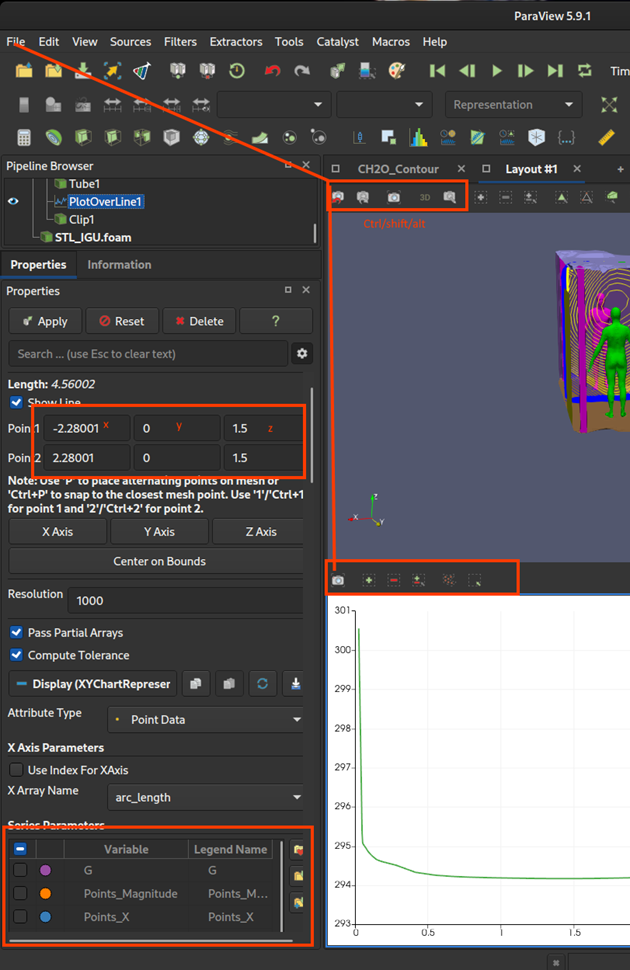 ParaView 5.9.1
File Edit View Sources Filters Extractors Tools Catalyst Macros Help
Tim
Representation
Pipeline Browser
Tube1
PlotOverLine1
Clip1
STL_IGU.foam
CH2O_Contour
Layout #1
3D
Ctrl/shift/alt
Properties Information
Properties
Apply Reset Delete ?
Search ... (use Esc to clear text)
Length: 4.56002
Show Line
Point1 -2.28001 x 0 y 1.5 z
Point2 2.28001 0 1.5
Note: Use 'P' to place alternating points on mesh or
'Ctrl+P' to snap to the closest mesh point. Use '1'/'Ctrl+1
for point 1 and '2'/'Ctrl+2' for point 2.
X Axis Y Axis Z Axis
Center on Bounds
Resolution 1000
Pass Partial Arrays
Compute Tolerance
Display (XYChartRepreser
Attribute Type Point Data
X Axis Parameters
Use Index For XAxis
X Array Name arc_length
Series Parameters
Variable Legend Name
G G
Points_Magnitude Points_M...
Points_X Points_X
Z
X
Y
301
300
299
298
297
296
295
294
293
0 0.5 1 1.5